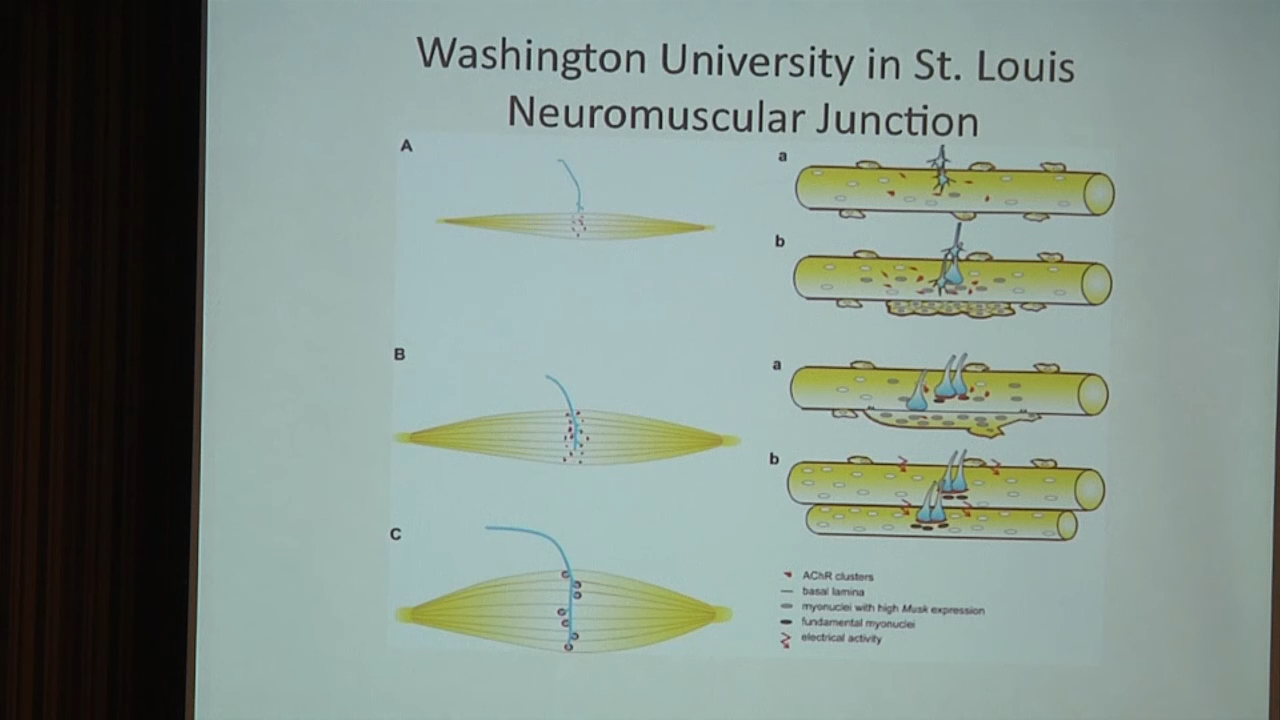 Washington University in St. Louis
Neuromuscular Junction
A
a
b
B
a
b
C
AChR clusters
basal lamina
myonuclei with high Musk expression
fundamental myonuclei
electrical activity